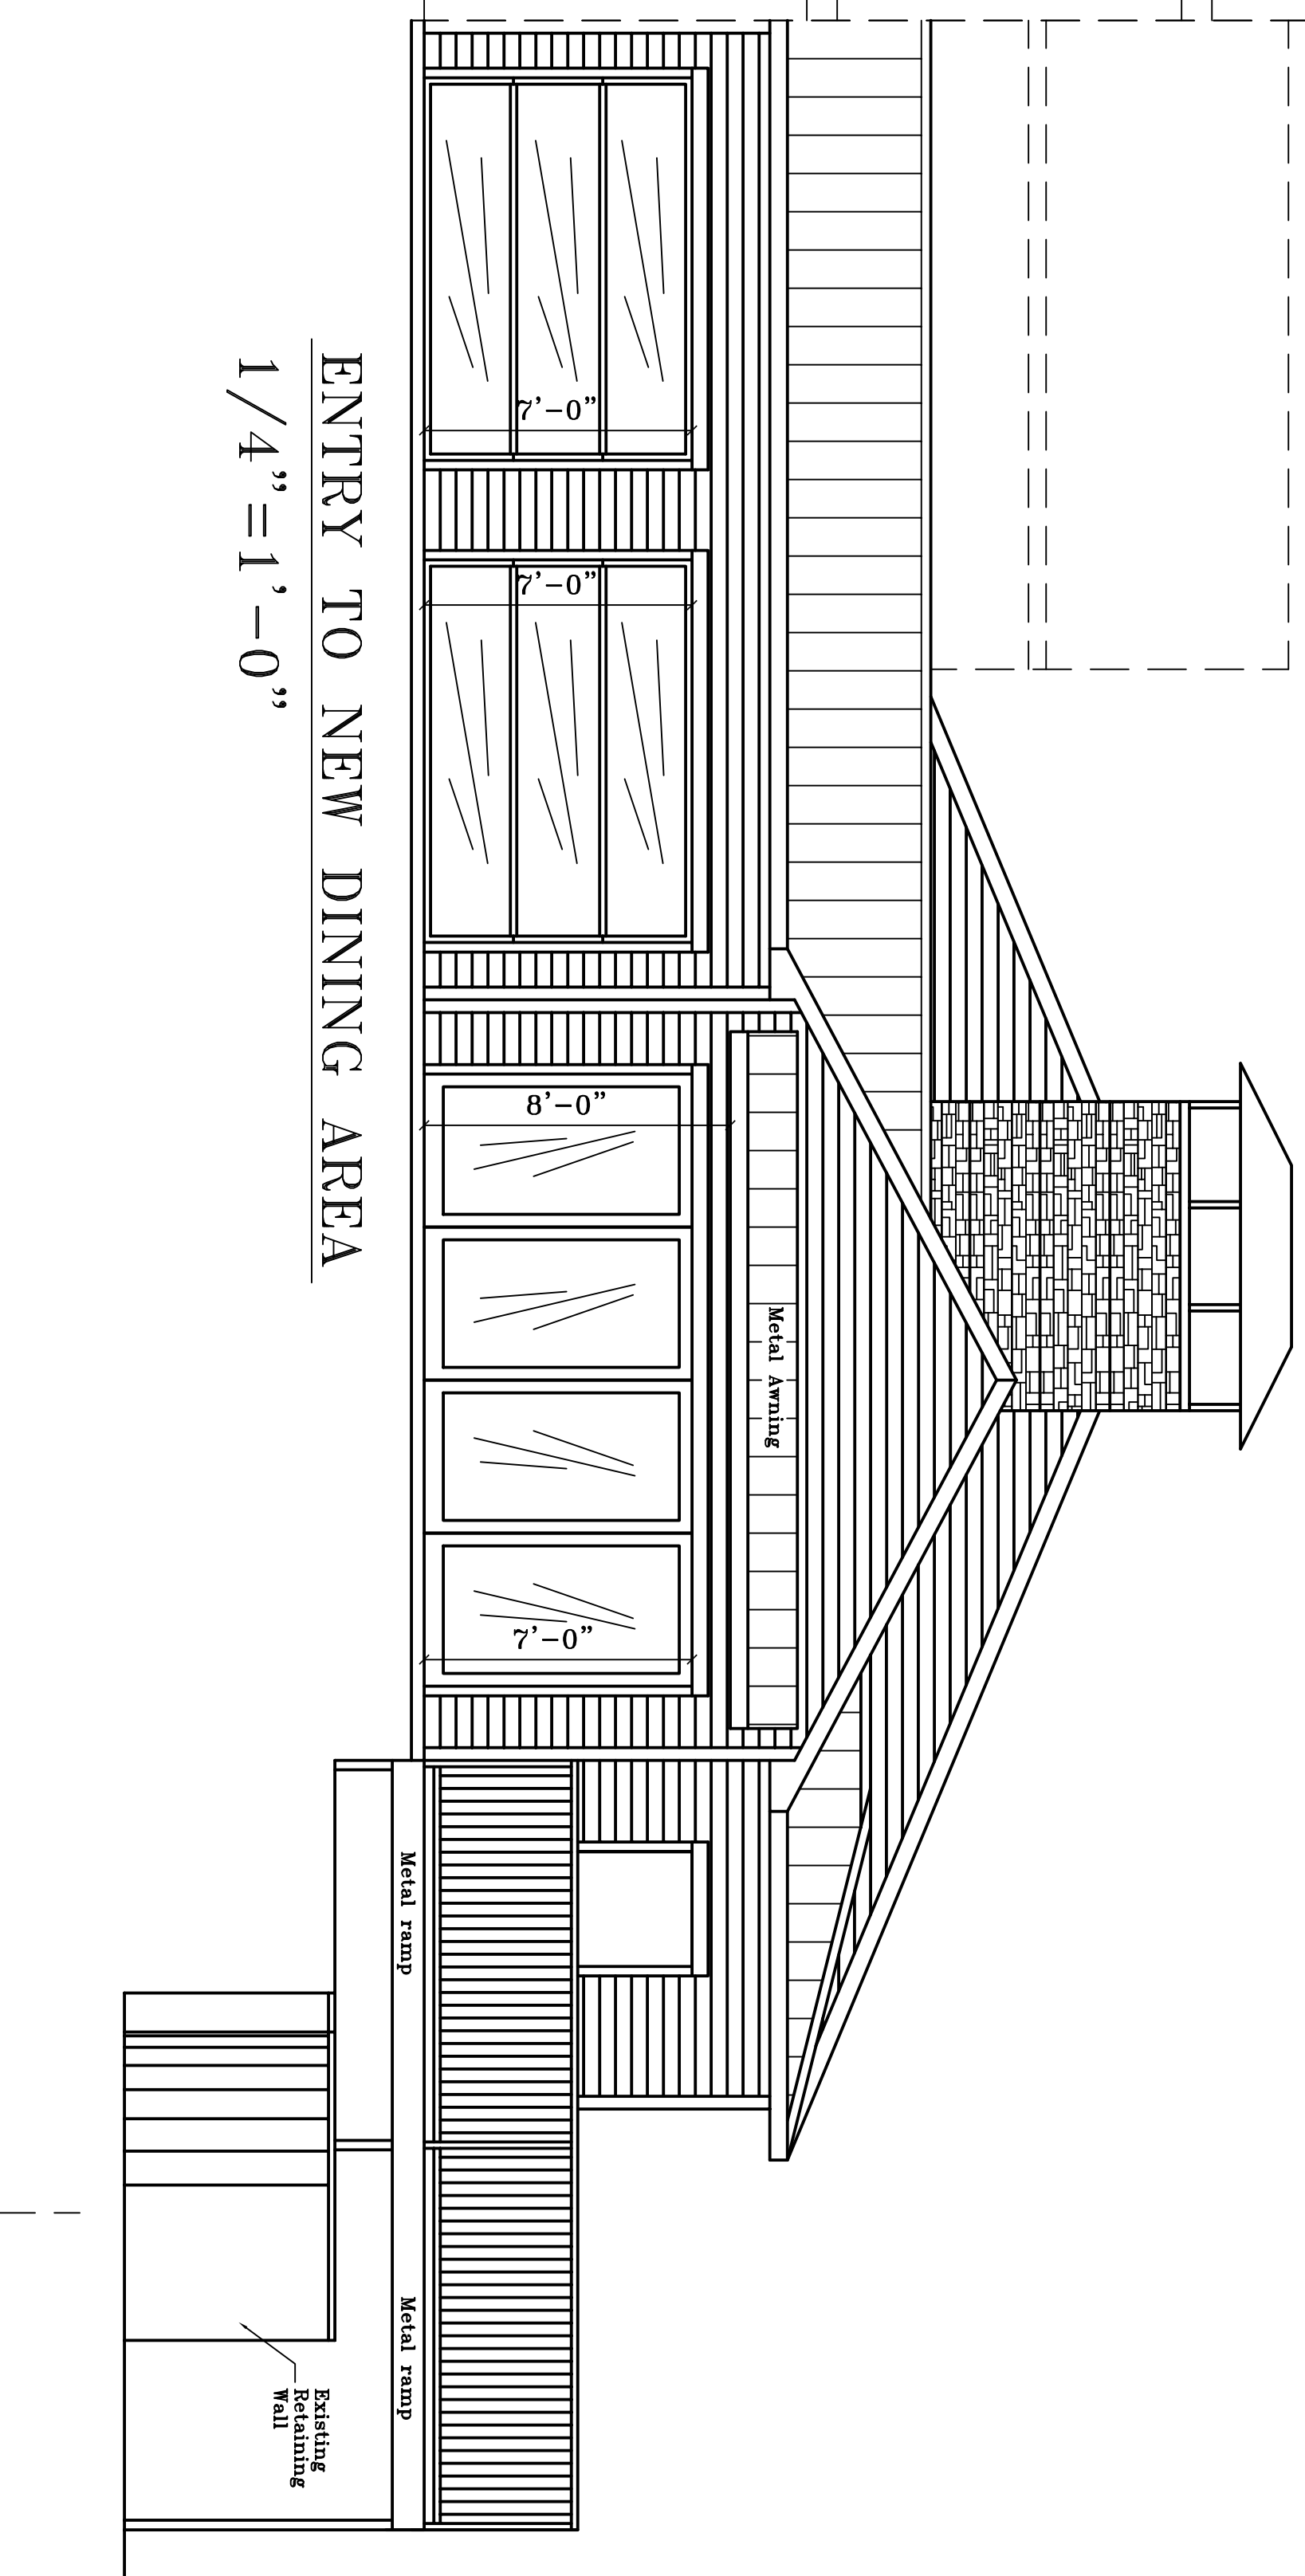 7'-0"
7'-0"
8'-0"
Metal Awning
7'-0"
Metal ramp
Metal ramp
Existing
Retaining
Wall
ENTRY TO NEW DINING AREA
1/4"=1'-0"